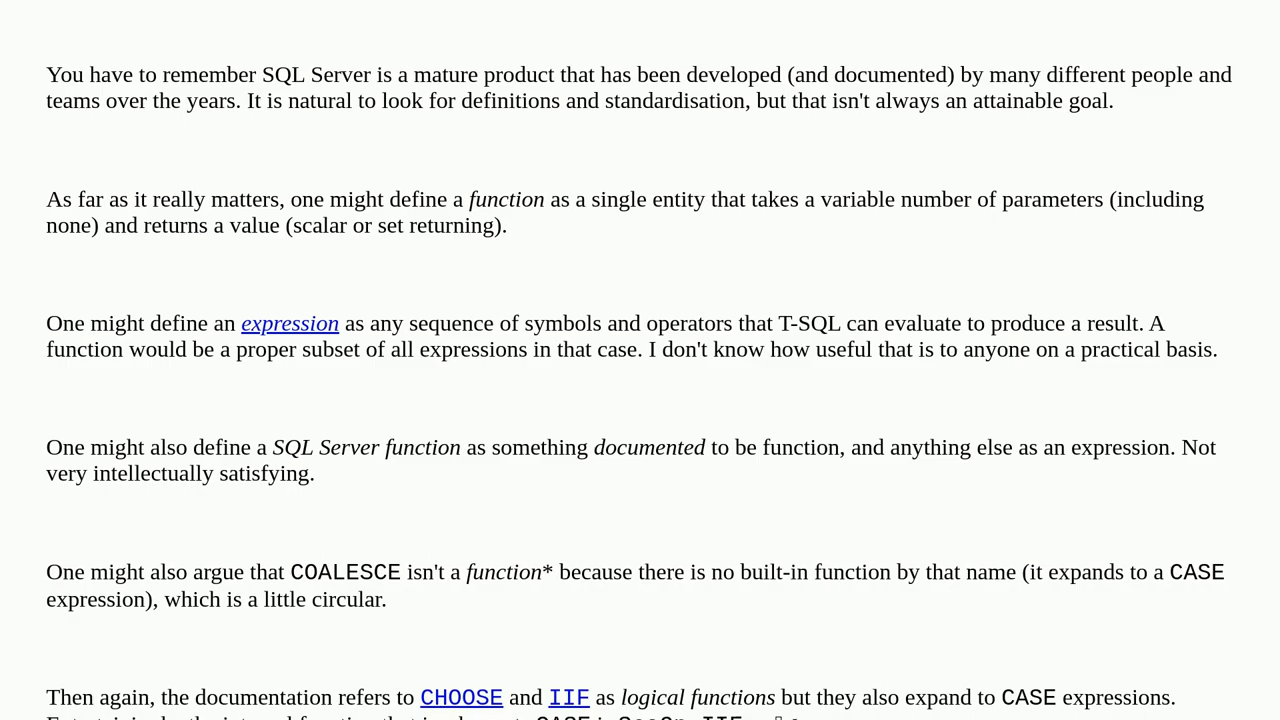 You have to remember SQL Server is a mature product that has been developed (and documented) by many different people and
teams over the years. It is natural to look for definitions and standardisation, but that isn't always an attainable goal.
As far as it really matters, one might define a function as a single entity that takes a variable number of parameters (including
none) and returns a value (scalar or set returning).
One might define an expression as any sequence of symbols and operators that T-SQL can evaluate to produce a result. A
function would be a proper subset of all expressions in that case. I don't know how useful that is to anyone on a practical basis.
One might also define a SQL Server function as something documented to be function, and anything else as an expression. Not
very intellectually satisfying.
One might also argue that COALESCE isn't a function* because there is no built-in function by that name (it expands to a CASE
expression), which is a little circular.
Then again, the documentation refers to CHOOSE and IIF as logical functions but they also expand to CASE expressions.